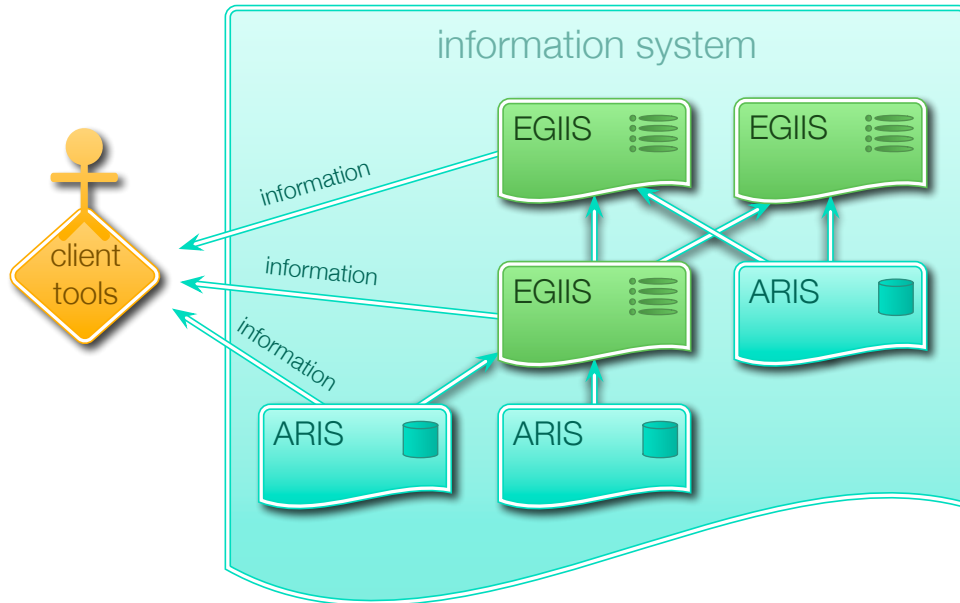 information system
EGIIS
EGIIS
information
client
tools
information
EGIIS
ARIS
information
ARIS
ARIS